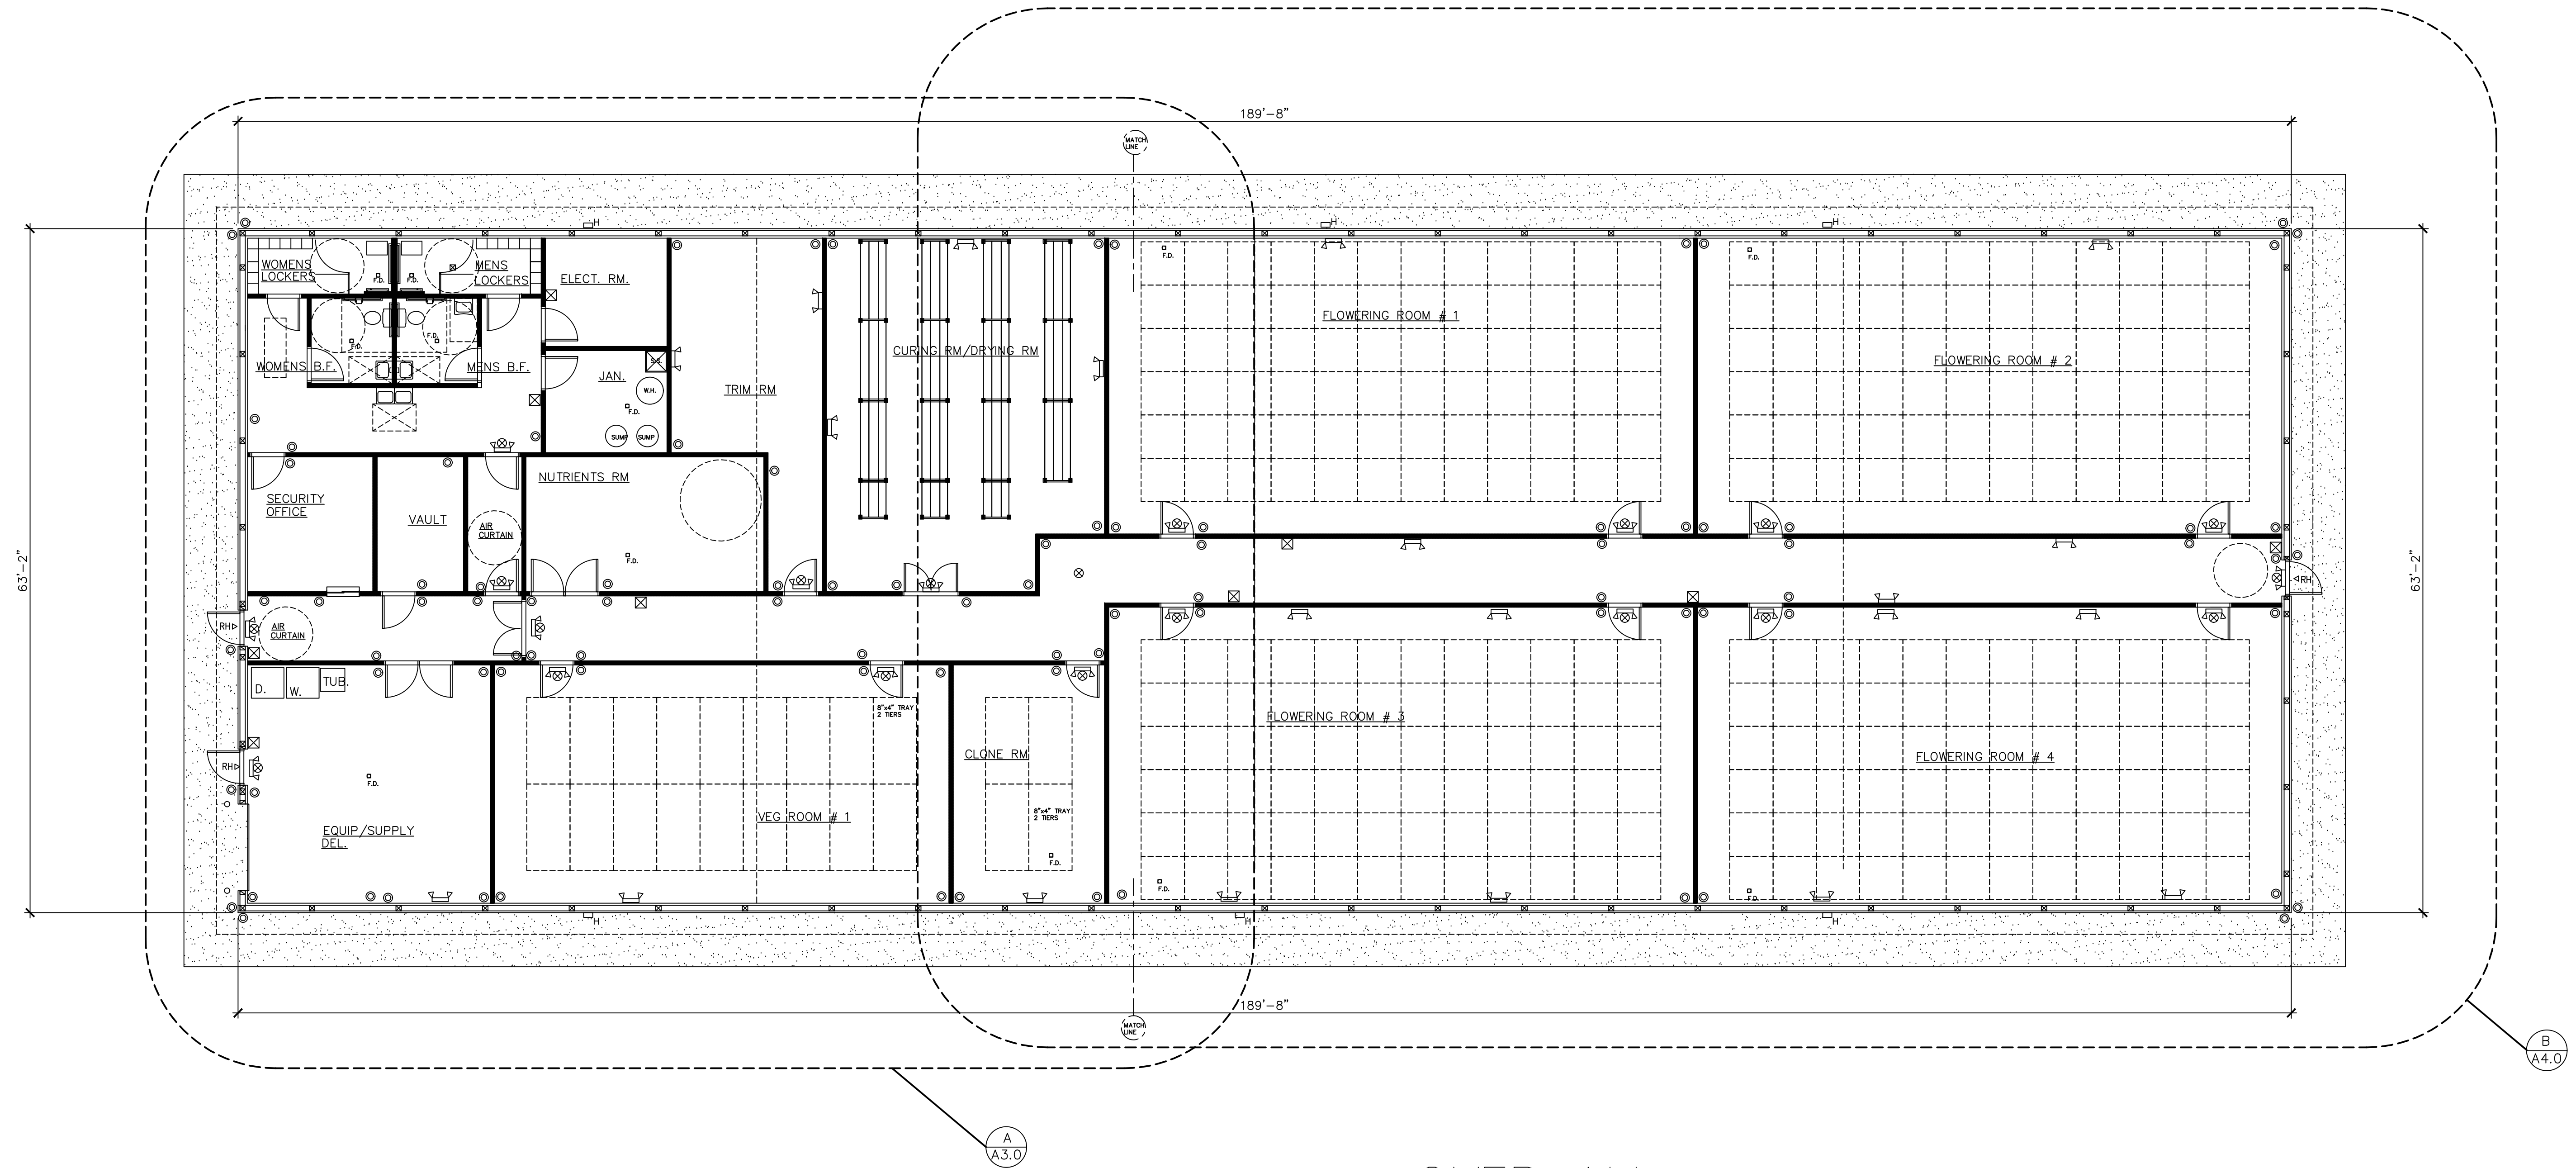 189'-8"
MATCH
LINE
H
H
H
WOMENS
LOCKERS
F.D.
F.D.
MENS
LOCKERS
ELECT. RM.
F.D.
F.D.
FLOWERING ROOM # 1
F.D.
F.D.
WOMENS B.F.
MENS B.F.
JAN.
W.H.
F.D.
SUMP
SUMP
TRIM RM
CURING RM/DRYING RM
FLOWERING ROOM # 2
63'-2"
63'-2"
SECURITY
OFFICE
VAULT
AIR
CURTAIN
NUTRIENTS RM
F.D.
RH
AIR
CURTAIN
RH
D.
W.
TUB.
8"x4" TRAY
2 TIERS
FLOWERING ROOM # 3
CLONE RM
FLOWERING ROOM # 4
RH
F.D.
8"x4" TRAY
2 TIERS
EQUIP/SUPPLY
DEL.
VEG ROOM # 1
F.D.
F.D.
F.D.
H
H
H
189'-8"
MATCH
LINE
B
A4.0
A
A3.0